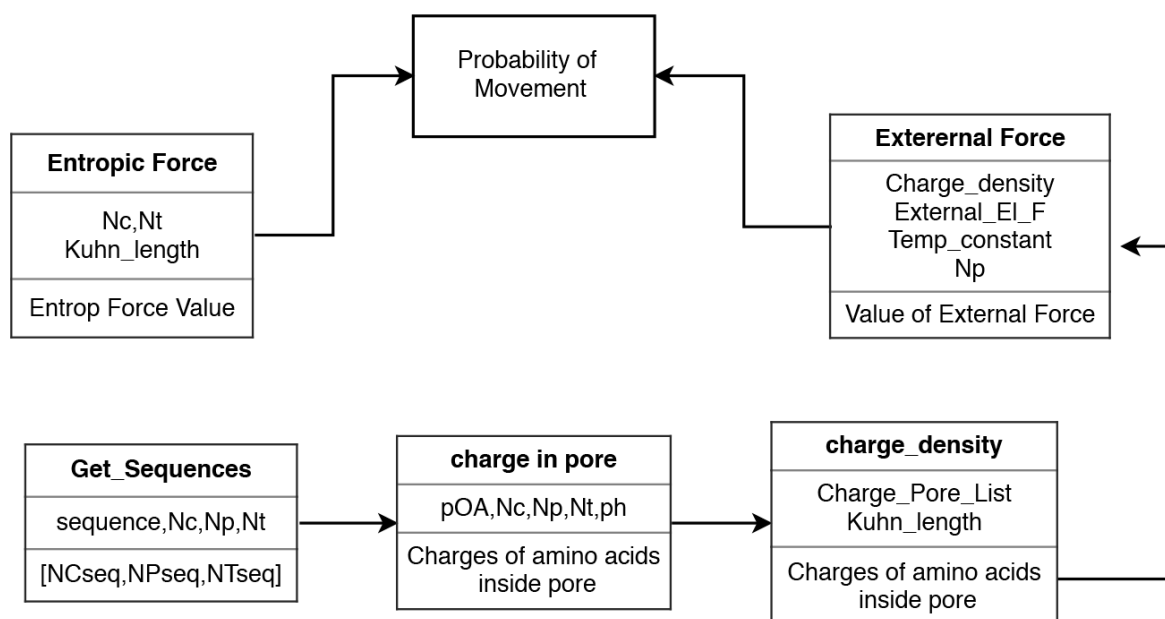 Probability of
Movement
Entropic Force
Nc,Nt
Kuhn_length
Entrop Force Value
Exterernal Force
Charge_density
External_El_F
Temp_constant
Np
Value of External Force
Get_Sequences
sequence,Nc,Np,Nt
[NCseq,NPseq,NTseq]
charge in pore
pOA,Nc,Np,Nt,ph
Charges of amino acids
inside pore
charge_density
Charge_Pore_List
Kuhn_length
Charges of amino acids
inside pore